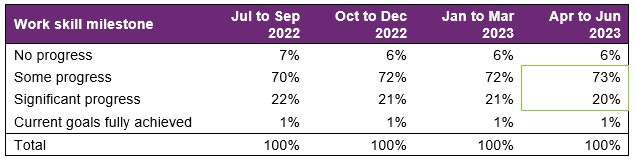 Work skill milestone Jul to Sep 2022 Oct to Dec 2022 Jan to Mar 2023 Apr to Jun 2023
No progress 7% 6% 6% 6%
Some progress 70% 72% 72% 73%
Significant progress 22% 21% 21% 20%
Current goals fully achieved 1% 1% 1% 1%
Total 100% 100% 100% 100%